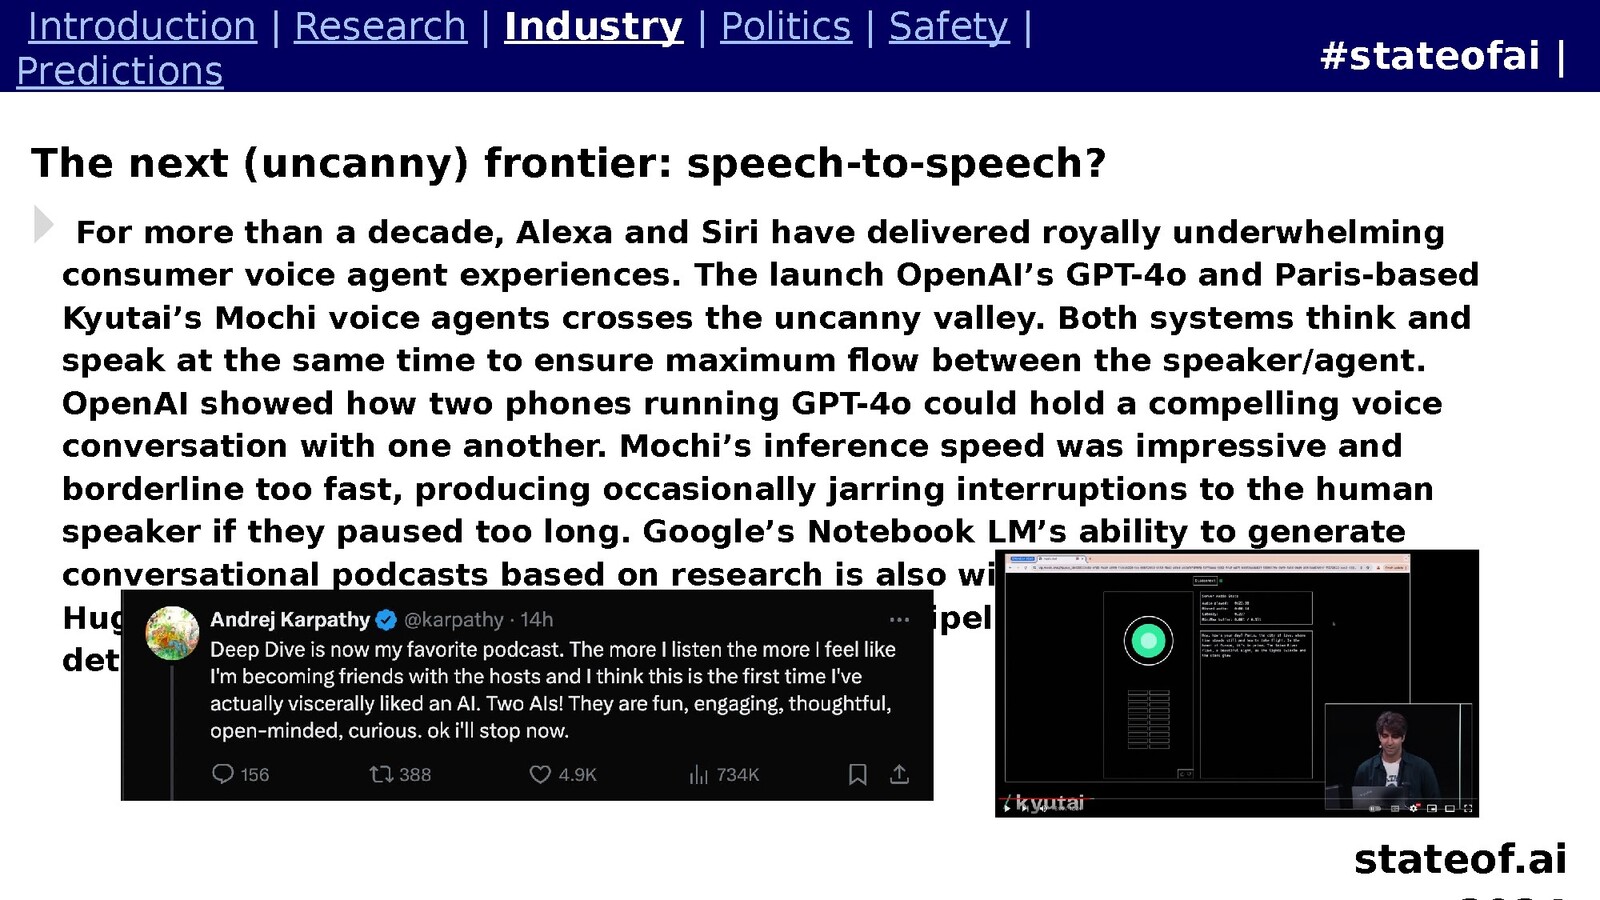 Introduction | Research | Industry | Politics | Safety |
Predictions
#stateofai |
The next (uncanny) frontier: speech-to-speech?
For more than a decade, Alexa and Siri have delivered royally underwhelming
consumer voice agent experiences. The launch OpenAI’s GPT-4o and Paris-based
Kyutai’s Mochi voice agents crosses the uncanny valley. Both systems think and
speak at the same time to ensure maximum flow between the speaker/agent.
OpenAI showed how two phones running GPT-4o could hold a compelling voice
conversation with one another. Mochi’s inference speed was impressive and
borderline too fast, producing occasionally jarring interruptions to the human
speaker if they paused too long. Google’s Notebook LM’s ability to generate
conversational podcasts based on research is also
Andrej Karpathy @karpathy · 14h
Deep Dive is now my favorite podcast. The more I listen the more I feel like
I'm becoming friends with the hosts and I think this is the first time I've
actually viscerally liked an AI. Two AIs! They are fun, engaging, thoughtful,
open-minded, curious. ok i'll stop now.
156 388 4.9K 734K
kyutai
stateof.ai